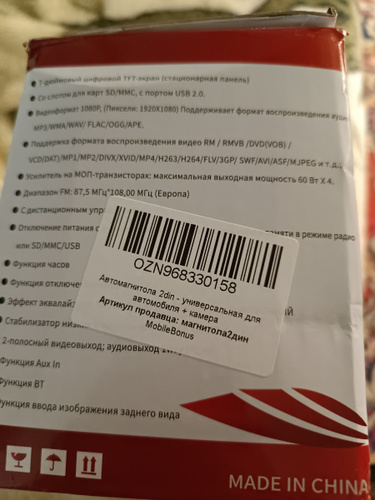 7-дюймовый цифровой TFT-экран (стационарная панель)
Со слотом для карт SD/MMC, с портом USB 2.0.
Видеоформат 1080P, (Пиксели: 1920X1080) Поддерживает формат воспроизведения аудио
MP3/WMA/WAV/ FLAC/OGG/APE.
Поддержка формата воспроизведения видео RM / RMVB /DVD(VOB) /
VCD(DAT)/MP1/MP2/DIVX/XVID/MP4/H263/H264/FLV/3GP/ SWF/AVI/ASF/MJPEG и т.д.
Усилитель на МОП-транзисторах: максимальная выходная мощность 60 Вт X 4.
Диапазон FM: 87,5 МГц~108,00 МГц (Европа)
С дистанционным упр
Отключение питания с памяти в режиме радио
или SD/MMC/USB
Функция часов
Функция отключе
Эффект эквалай
Стабилизатор низк
2-полосный видеовыход; аудиовыход
Функция Aux In
Функция BT
Функция ввода изображения заднего вида
OZN968330158
Автомагнитола 2din - универсальная для
автомобиля + камера
Артикул продавца: магнитола2дин
MobileBonus
MADE IN CHINA